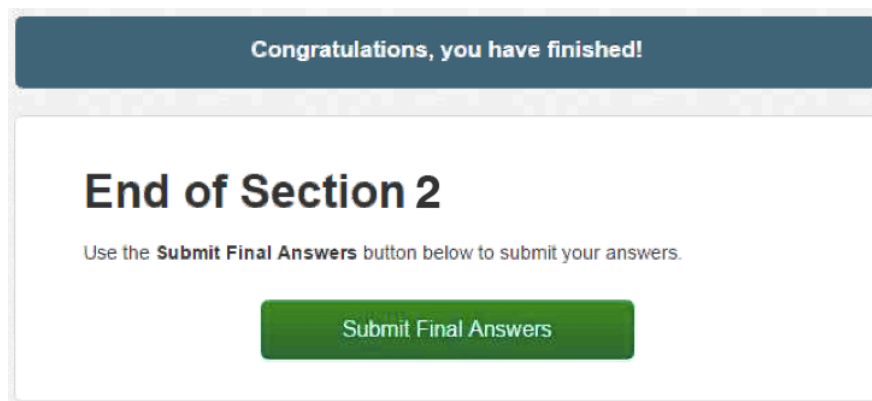 Congratulations, you have finished!
End of Section 2
Use the Submit Final Answers button below to submit your answers.
Submit Final Answers